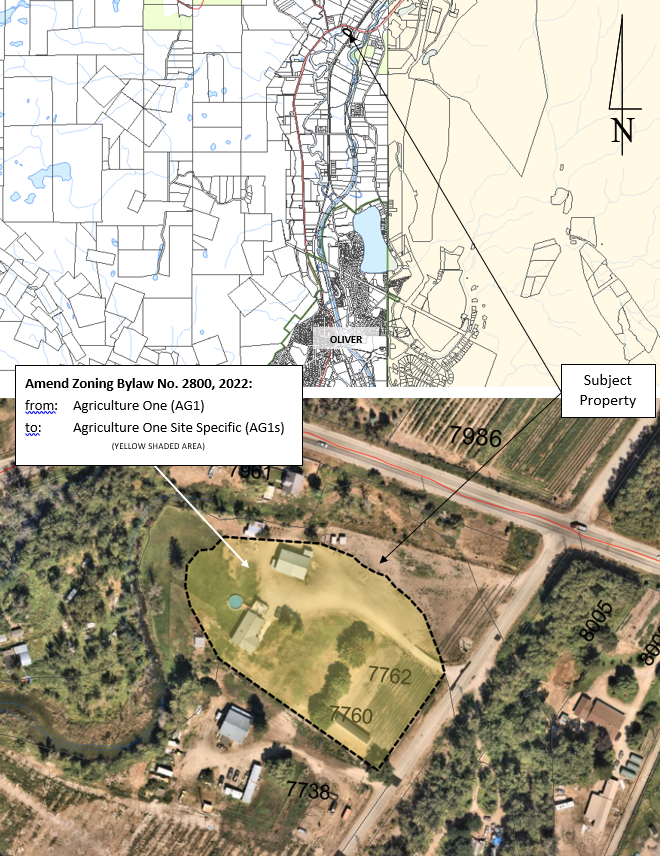 N
OLIVER
Amend Zoning Bylaw No. 2800, 2022:
from: Agriculture One (AG1)
to: Agriculture One Site Specific (AG1s)
(YELLOW SHADED AREA)
Subject
Property
7986
7961
8005
7762
7760
7738